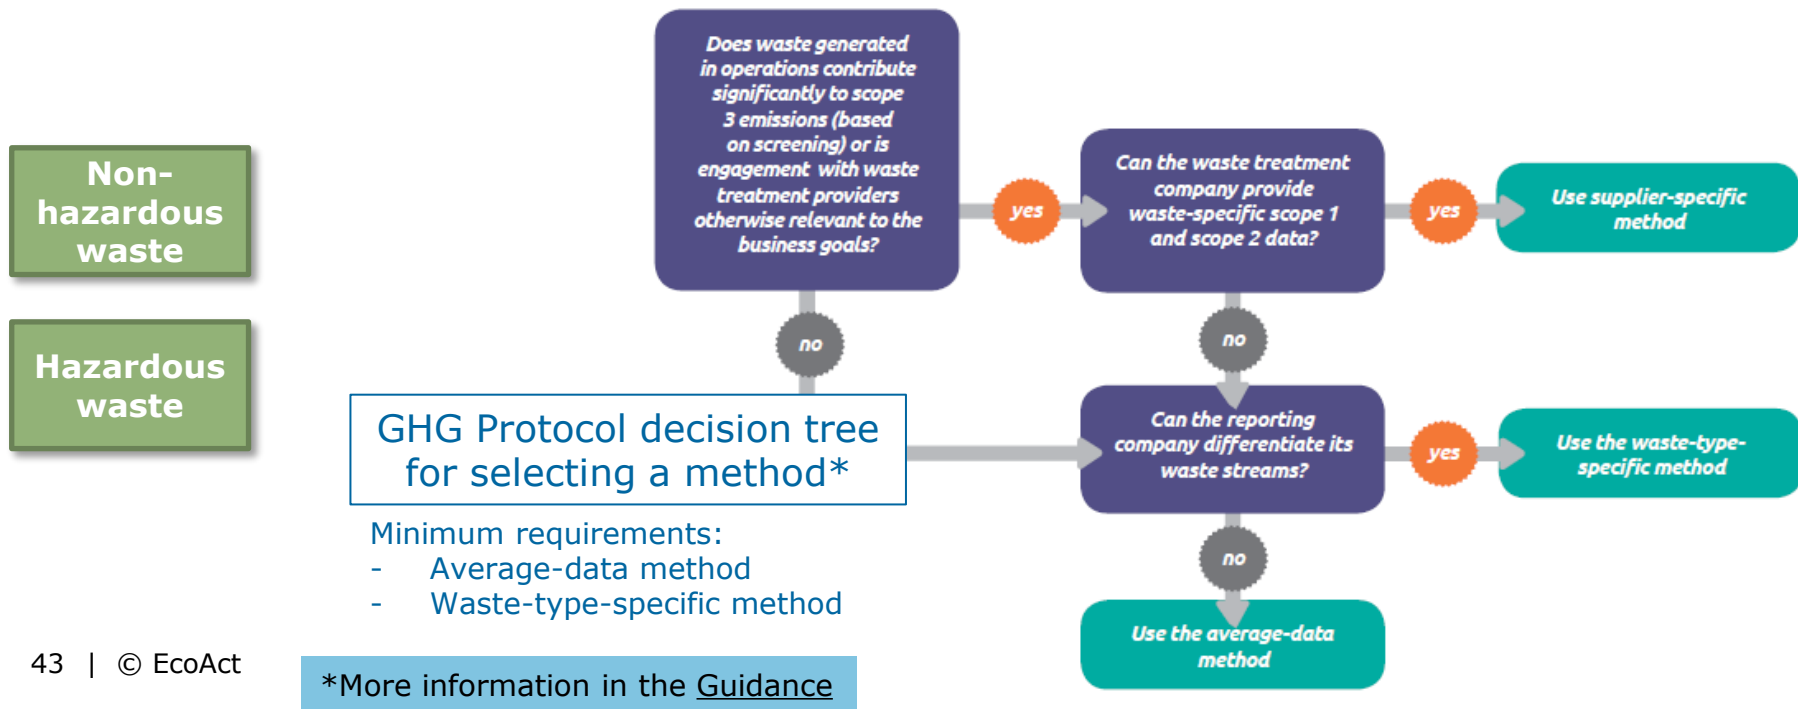 Non-
hazardous
waste
Hazardous
waste
Does waste generated
in operations contribute
significantly to scope
3 emissions (based
on screening) or is
engagement with waste
treatment providers
otherwise relevant to the
business goals?
yes
Can the waste treatment
company provide
waste-specific scope 1
and scope 2 data?
yes
Use supplier-specific
method
no
no
GHG Protocol decision tree
for selecting a method*
Can the reporting
company differentiate its
waste streams?
yes
Use the waste-type-
specific method
Minimum requirements:
- Average-data method
- Waste-type-specific method
no
Use the average-data
method
43 | © EcoAct
*More information in the Guidance